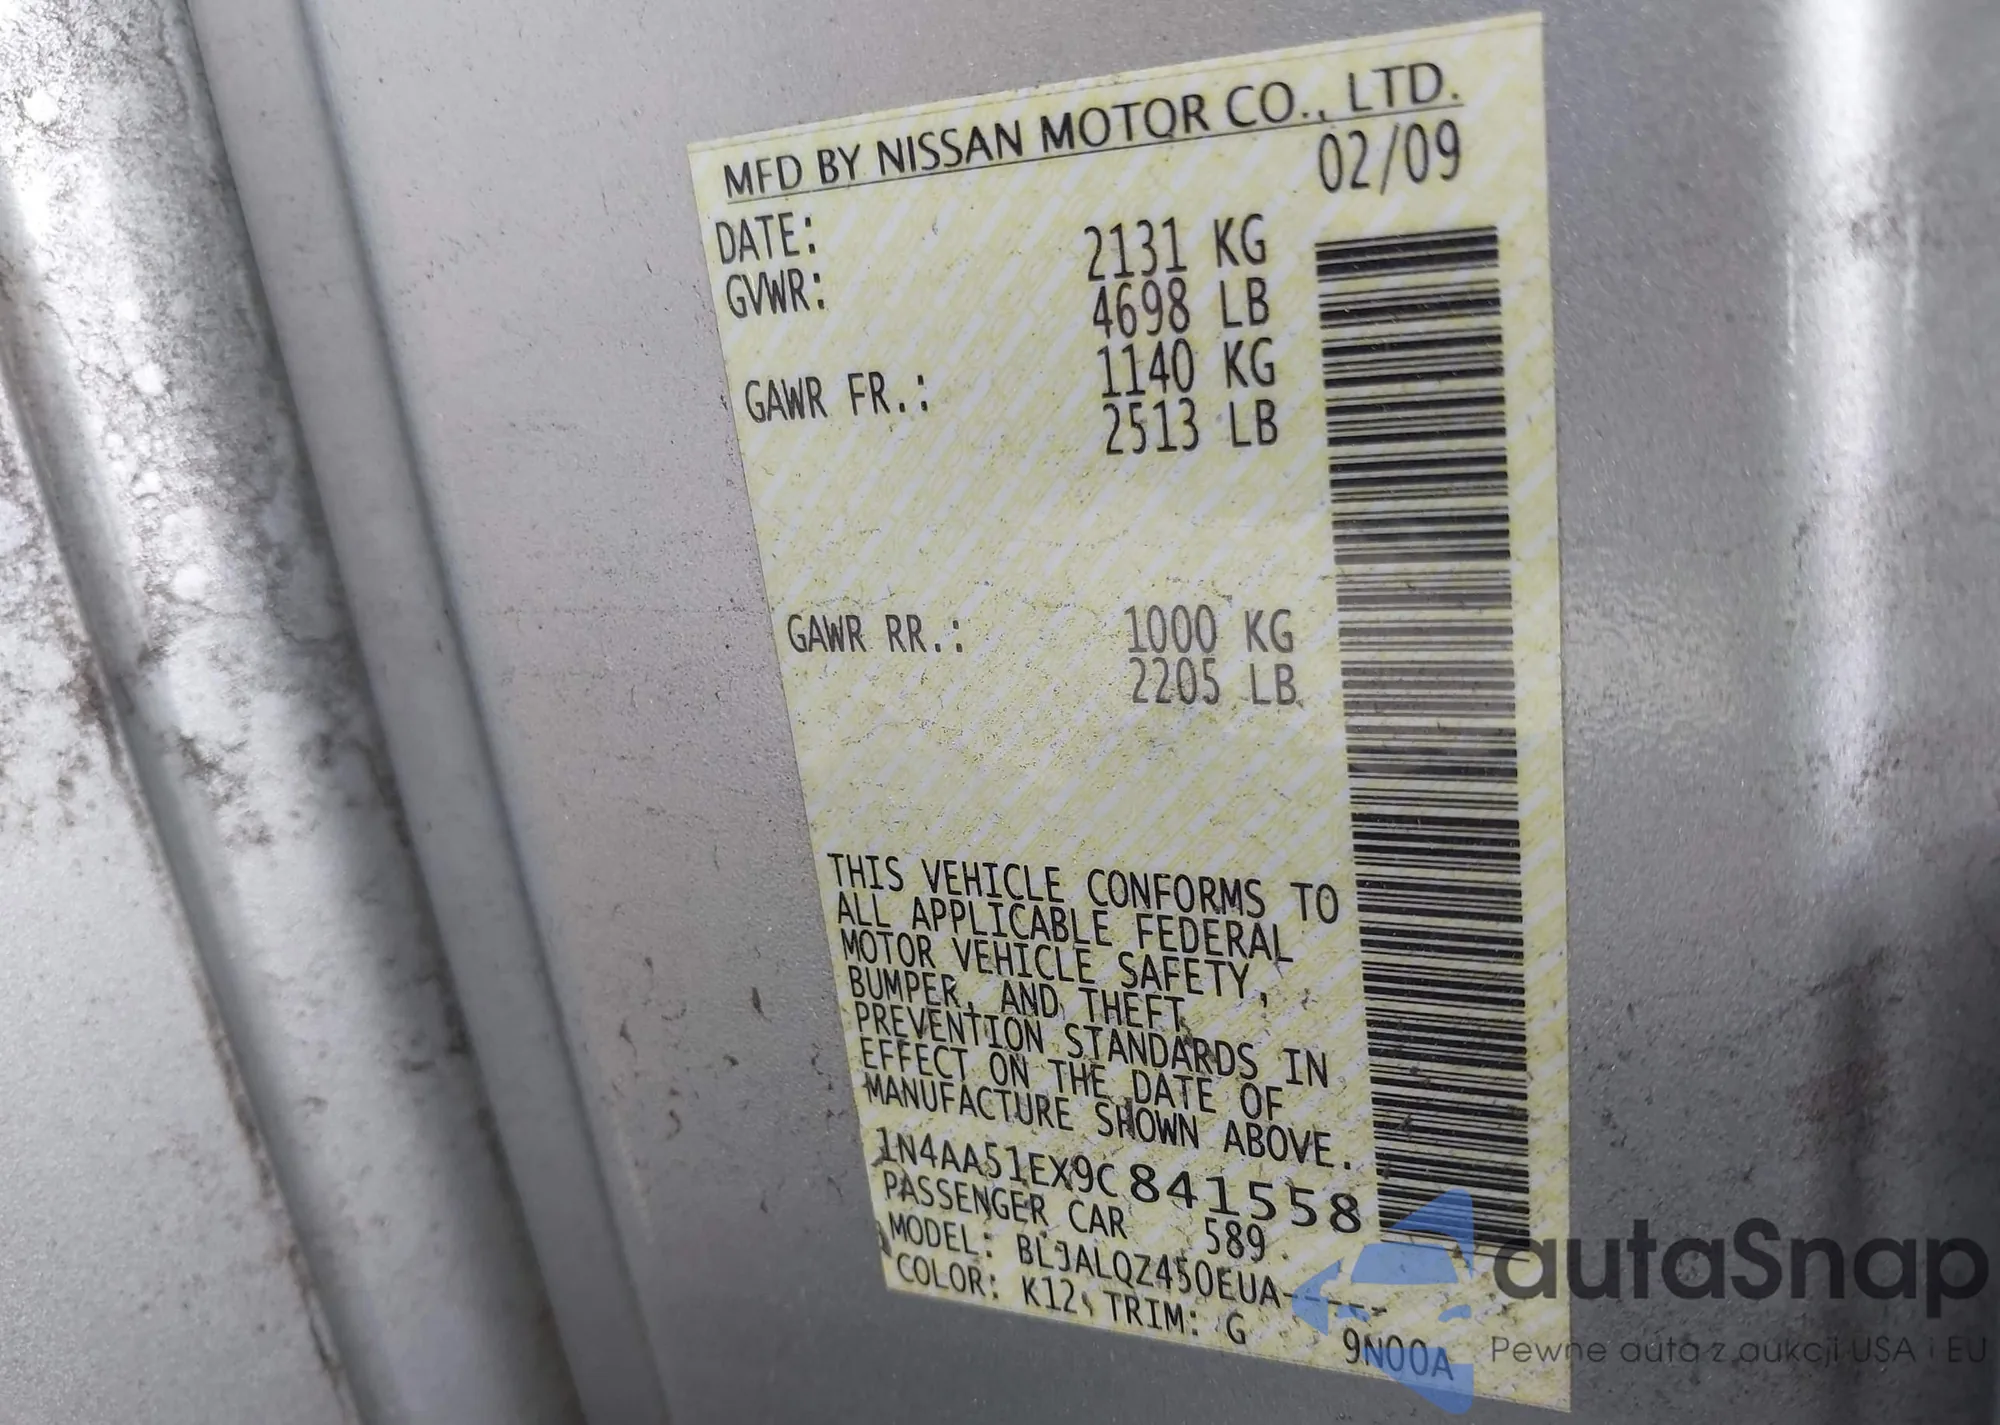 MFD BY NISSAN MOTOR CO., LTD.
DATE: 02/09
GVWR: 2131 KG
4698 LB
GAWR FR.: 1140 KG
2513 LB
GAWR RR.: 1000 KG
2205 LB
THIS VEHICLE CONFORMS TO
ALL APPLICABLE FEDERAL
MOTOR VEHICLE SAFETY,
BUMPER, AND THEFT
PREVENTION STANDARDS IN
EFFECT ON THE DATE OF
MANUFACTURE SHOWN ABOVE.
1N4AA51EX9C841558
PASSENGER CAR 589
MODEL: BLJALQZ450EUA-----
COLOR: K12 TRIM: G 9N00A
autaSnap
Pewne auta z aukcji USA i EU